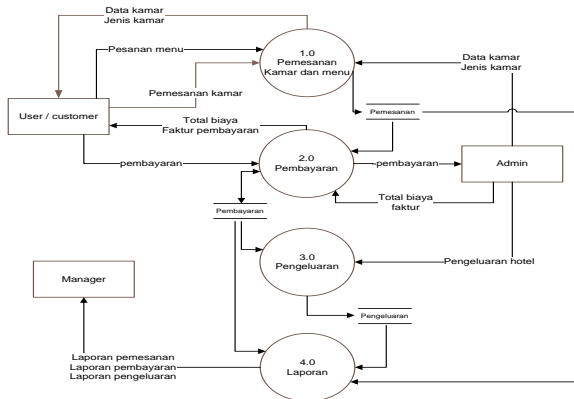 Data kamar
Jenis kamar
Pesanan menu
1.0
Pemesanan
Kamar dan menu
Data kamar
Jenis kamar
Pemesanan kamar
Pemesanan
User / customer
Total biaya
Faktur pembayaran
2.0
Pembayaran
pembayaran
pembayaran
Admin
Total biaya
faktur
Pembayaran
3.0
Pengeluaran
Pengeluaran hotel
Manager
Pengeluaran
4.0
Laporan
Laporan pemesanan
Laporan pembayaran
Laporan pengeluaran